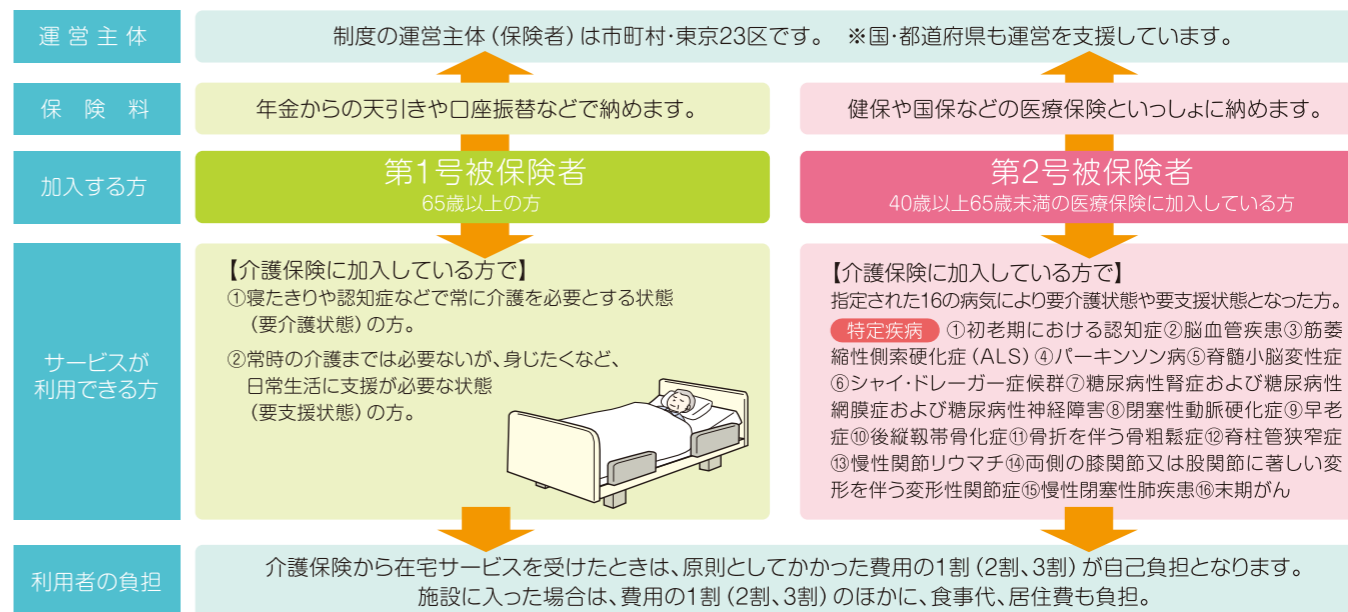 運営主体
制度の運営主体（保険者）は市町村・東京23区です。 ※国・都道府県も運営を支援しています。
保険料
年金からの天引きや口座振替などで納めます。
健保や国保などの医療保険といっしょに納めます。
加入する方
第1号被保険者
65歳以上の方
第2号被保険者
40歳以上65歳未満の医療保険に加入している方
サービスが
利用できる方
【介護保険に加入している方で】
①寝たきりや認知症などで常に介護を必要とする状態
（要介護状態）の方。
②常時の介護までは必要ないが、身じたくなど、
日常生活に支援が必要な状態
（要支援状態）の方。
【介護保険に加入している方で】
指定された16の病気により要介護状態や要支援状態となった方。
特定疾病 ①初老期における認知症②脳血管疾患③筋萎
縮性側索硬化症（ALS）④パーキンソン病⑤脊髄小脳変性症
⑥シャイ・ドレーガー症候群⑦糖尿病性腎症および糖尿病性
網膜症および糖尿病性神経障害⑧閉塞性動脈硬化症⑨早老
症⑩後縦靱帯骨化症⑪骨折を伴う骨粗鬆症⑫脊柱管狭窄症
⑬慢性関節リウマチ⑭両側の膝関節又は股関節に著しい変
形を伴う変形性関節症⑮慢性閉塞性肺疾患⑯末期がん
利用者の負担
介護保険から在宅サービスを受けたときは、原則としてかかった費用の1割（2割、3割）が自己負担となります。
施設に入った場合は、費用の1割（2割、3割）のほかに、食事代、居住費も負担。